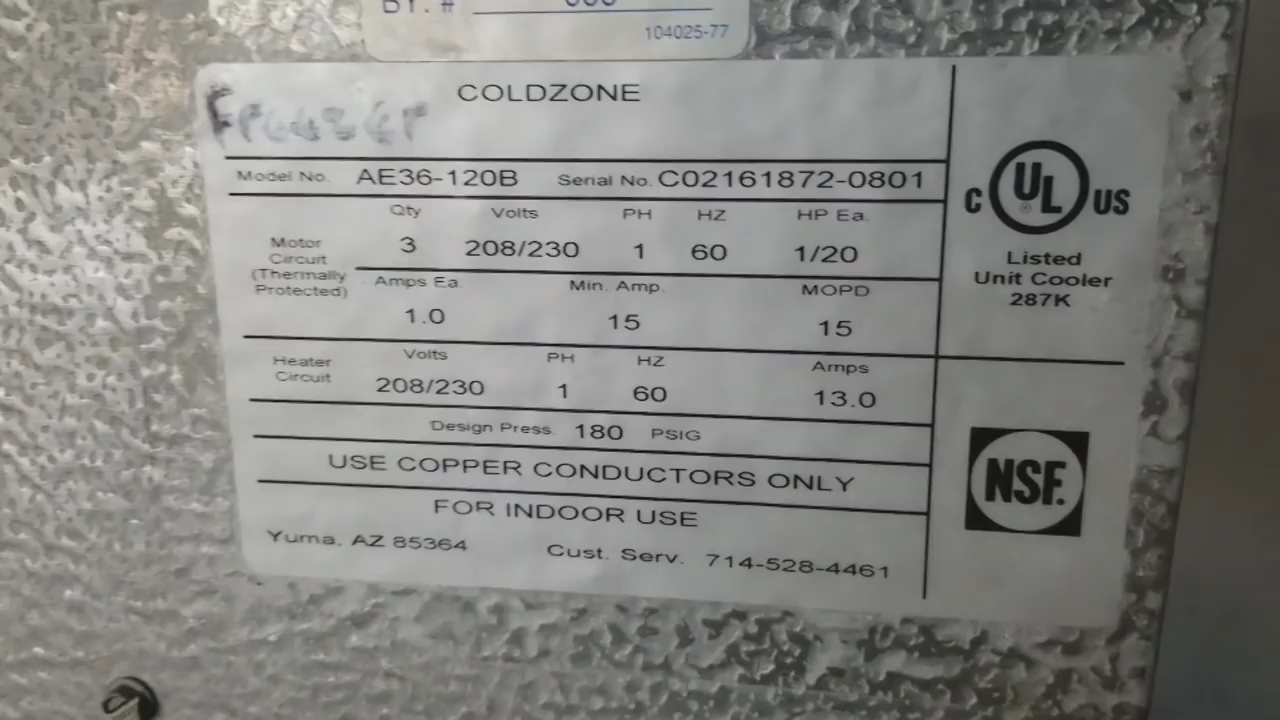 BY. #
104025-77
COLDZONE
Model No. AE36-120B Serial No. C02161872-0801
Motor Circuit (Thermally Protected)
Qty Volts PH HZ HP Ea.
3 208/230 1 60 1/20
Amps Ea. Min. Amp. MOPD
1.0 15 15
Heater Circuit
Volts PH HZ Amps
208/230 1 60 13.0
Design Press. 180 PSIG
USE COPPER CONDUCTORS ONLY
FOR INDOOR USE
Yuma, AZ 85364 Cust. Serv. 714-528-4461
C UL® US
Listed
Unit Cooler
287K
NSF.